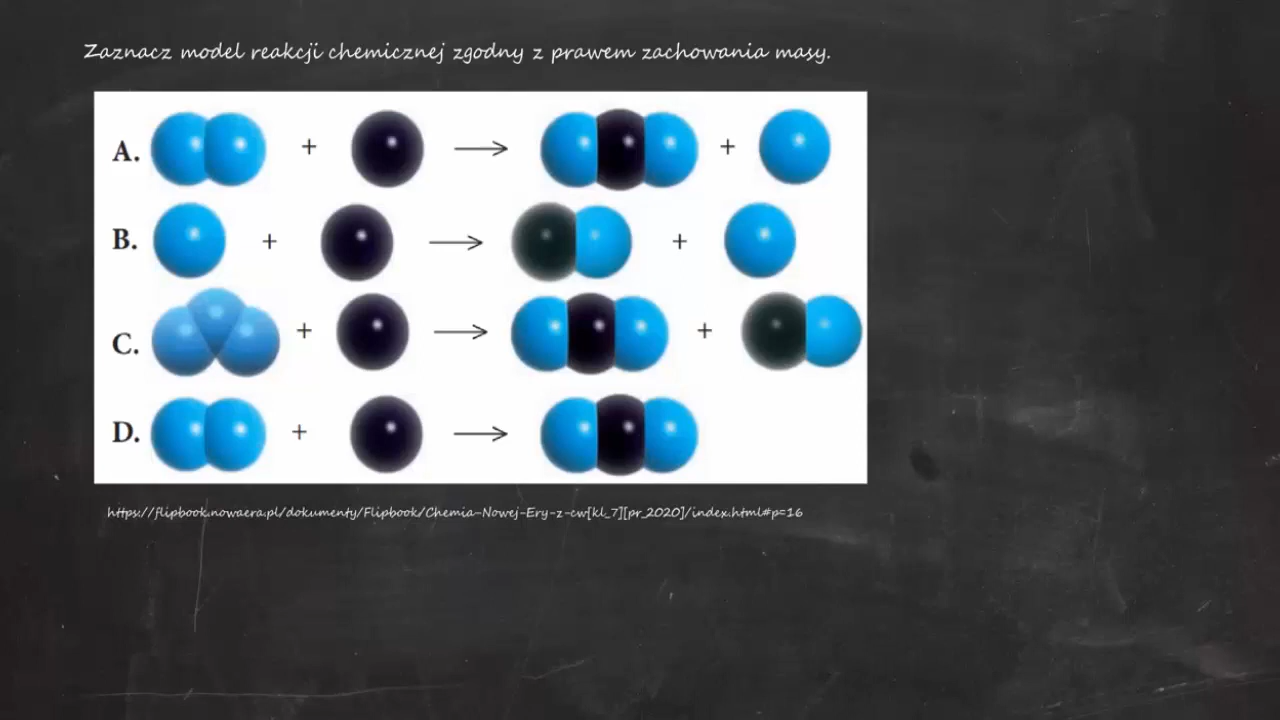 Zaznacz model reakcji chemicznej zgodny z prawem zachowania masy.
A. + → +
B. + → +
C. + → +
D. + →
https://flipbook.nowaera.pl/dokumenty/Flipbook/Chemia-Nowej-Ery-z-cw[kl_7][pr_2020]/index.html#p=16